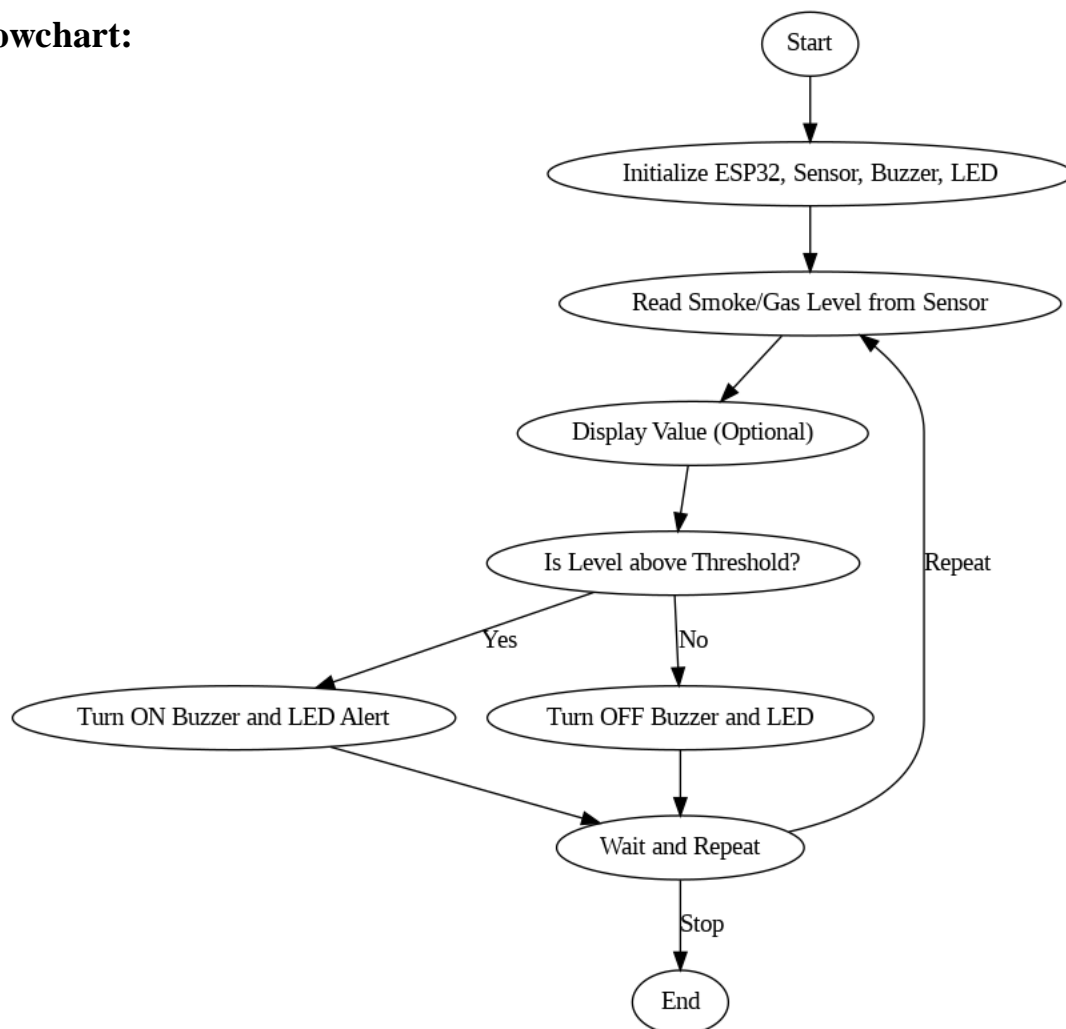 owchart:
Start
Initialize ESP32, Sensor, Buzzer, LED
Read Smoke/Gas Level from Sensor
Display Value (Optional)
Is Level above Threshold?
Repeat
Yes
No
Turn ON Buzzer and LED Alert
Turn OFF Buzzer and LED
Wait and Repeat
Stop
End